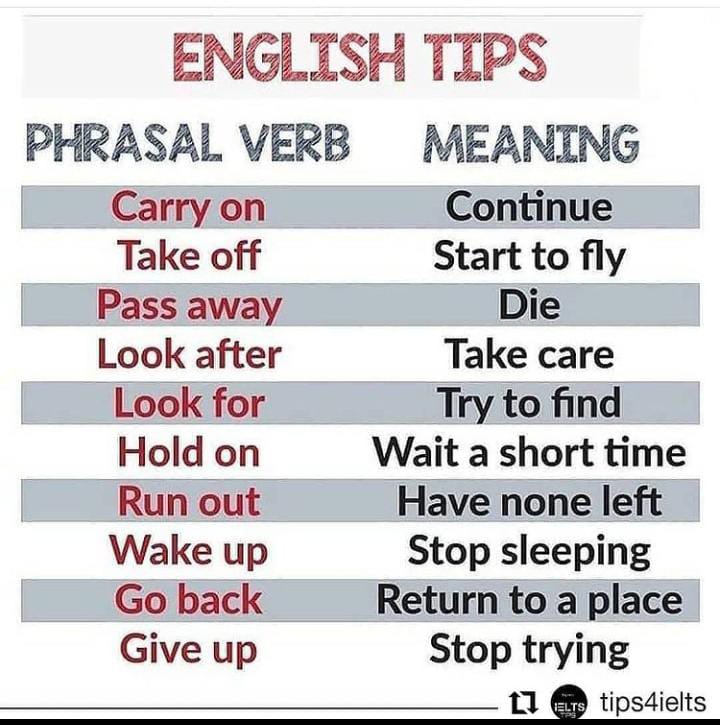 ENGLISH TIPS
PHRASAL VERB MEANING
Carry on Continue
Take off Start to fly
Pass away Die
Look after Take care
Look for Try to find
Hold on Wait a short time
Run out Have none left
Wake up Stop sleeping
Go back Return to a place
Give up Stop trying
IELTS TIPS tips4ielts